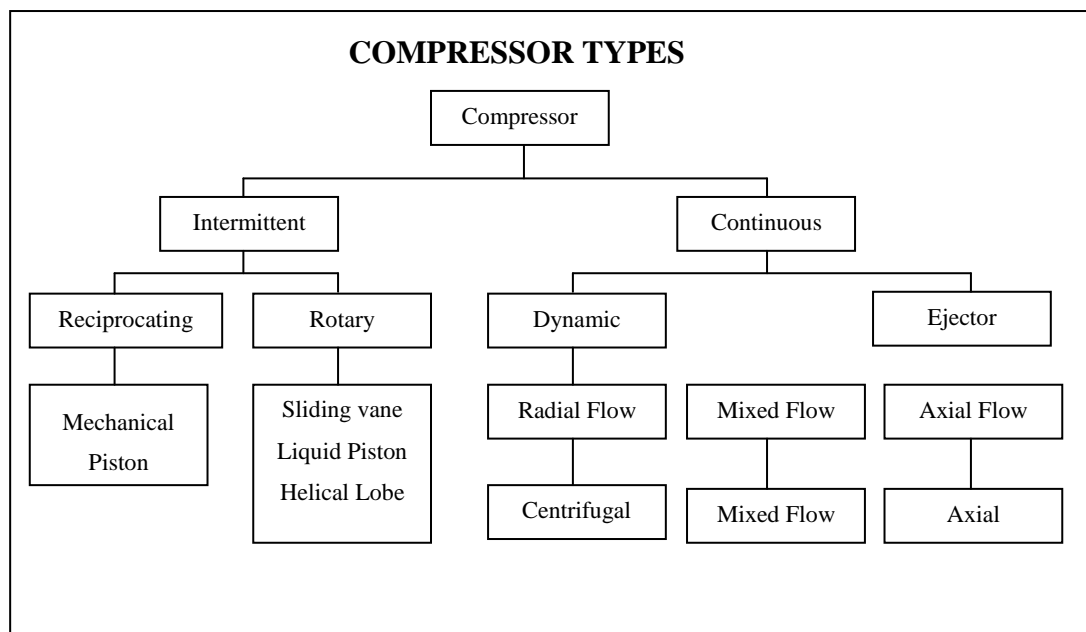 COMPRESSOR TYPES
Compressor
Intermittent
Continuous
Reciprocating
Rotary
Dynamic
Ejector
Mechanical
Piston
Sliding vane
Liquid Piston
Helical Lobe
Radial Flow
Mixed Flow
Axial Flow
Centrifugal
Mixed Flow
Axial